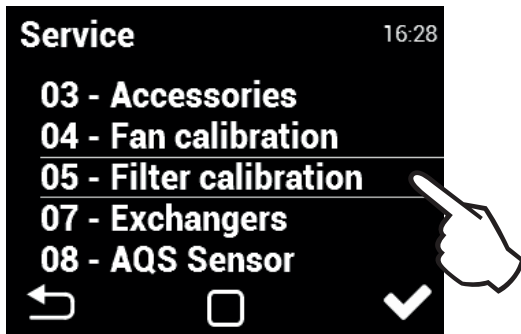 Service 16:28
03 - Accessories
04 - Fan calibration
05 - Filter calibration
07 - Exchangers
08 - AQS Sensor